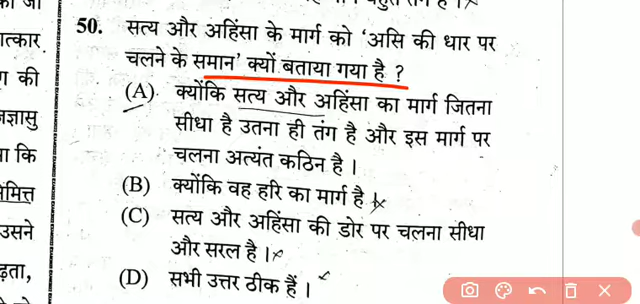 50. सत्य और अहिंसा के मार्ग को 'असि की धार पर
चलने के समान' क्यों बताया गया है ?
(A) क्योंकि सत्य और अहिंसा का मार्ग जितना
सीधा है उतना ही तंग है और इस मार्ग पर
चलना अत्यंत कठिन है ।
(B) क्योंकि वह हरि का मार्ग है ।
(C) सत्य और अहिंसा की डोर पर चलना सीधा
और सरल है ।
(D) सभी उत्तर ठीक हैं ।
त्कार
ग की
ज्ञासु
ा कि
मित्त
उसने
ढ़ता,